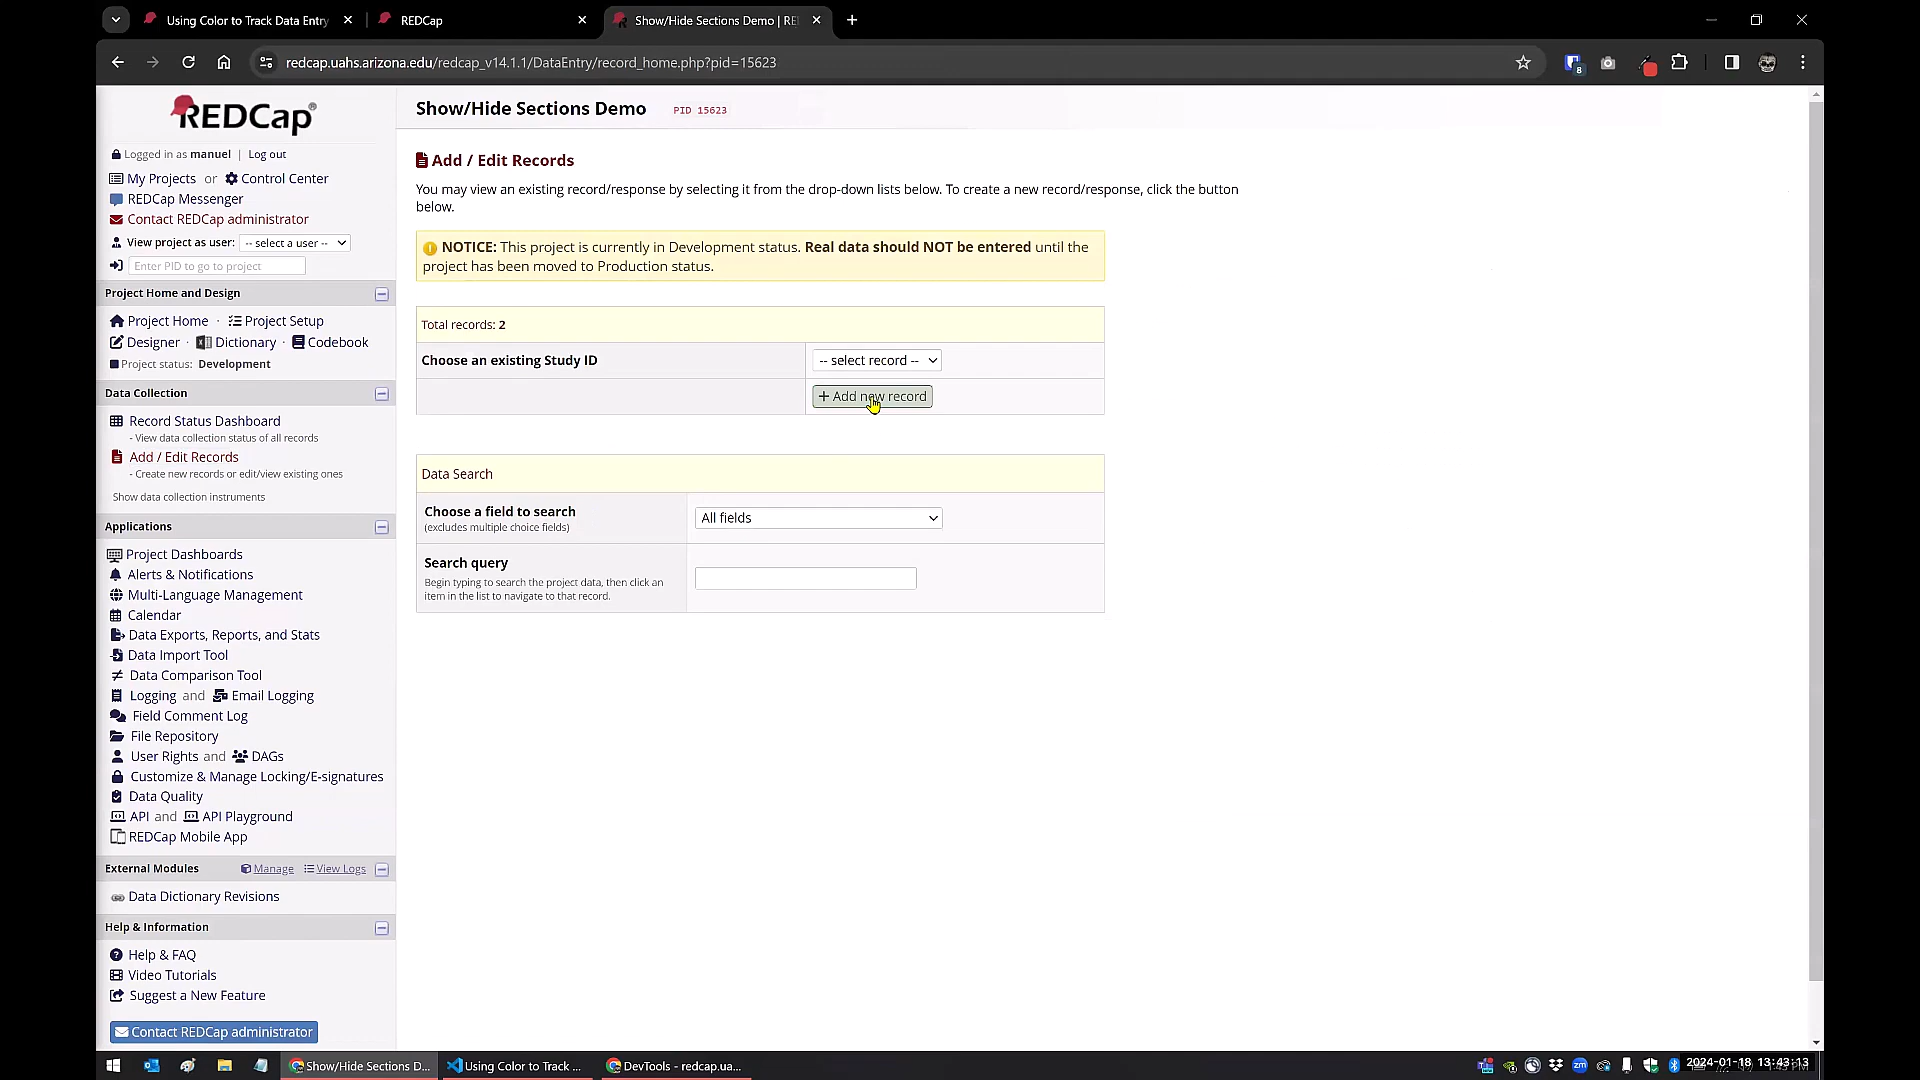 Using Color to Track Data Entry
REDCap
Show/Hide Sections Demo | RE
redcap.uahs.arizona.edu/redcap_v14.1.1/DataEntry/record_home.php?pid=15623
8
REDCap®
Logged in as manuel | Log out
My Projects or Control Center
REDCap Messenger
Contact REDCap administrator
View project as user: -- select a user --
Enter PID to go to project
Project Home and Design
Project Home · Project Setup
Designer · Dictionary · Codebook
Project status: Development
Data Collection
Record Status Dashboard
- View data collection status of all records
Add / Edit Records
- Create new records or edit/view existing ones
Show data collection instruments
Applications
Project Dashboards
Alerts & Notifications
Multi-Language Management
Calendar
Data Exports, Reports, and Stats
Data Import Tool
Data Comparison Tool
Logging and Email Logging
Field Comment Log
File Repository
User Rights and DAGs
Customize & Manage Locking/E-signatures
Data Quality
API and API Playground
REDCap Mobile App
External Modules Manage View Logs
Data Dictionary Revisions
Help & Information
Help & FAQ
Video Tutorials
Suggest a New Feature
Contact REDCap administrator
Show/Hide Sections Demo PID 15623
Add / Edit Records
You may view an existing record/response by selecting it from the drop-down lists below. To create a new record/response, click the button
below.
NOTICE: This project is currently in Development status. Real data should NOT be entered until the
project has been moved to Production status.
Total records: 2
Choose an existing Study ID -- select record --
+ Add new record
Data Search
Choose a field to search
(excludes multiple choice fields)
All fields
Search query
Begin typing to search the project data, then click an
item in the list to navigate to that record.
Show/Hide Sections D...
Using Color to Track ...
DevTools - redcap.ua...
zm
2024-01-18 13:43:13